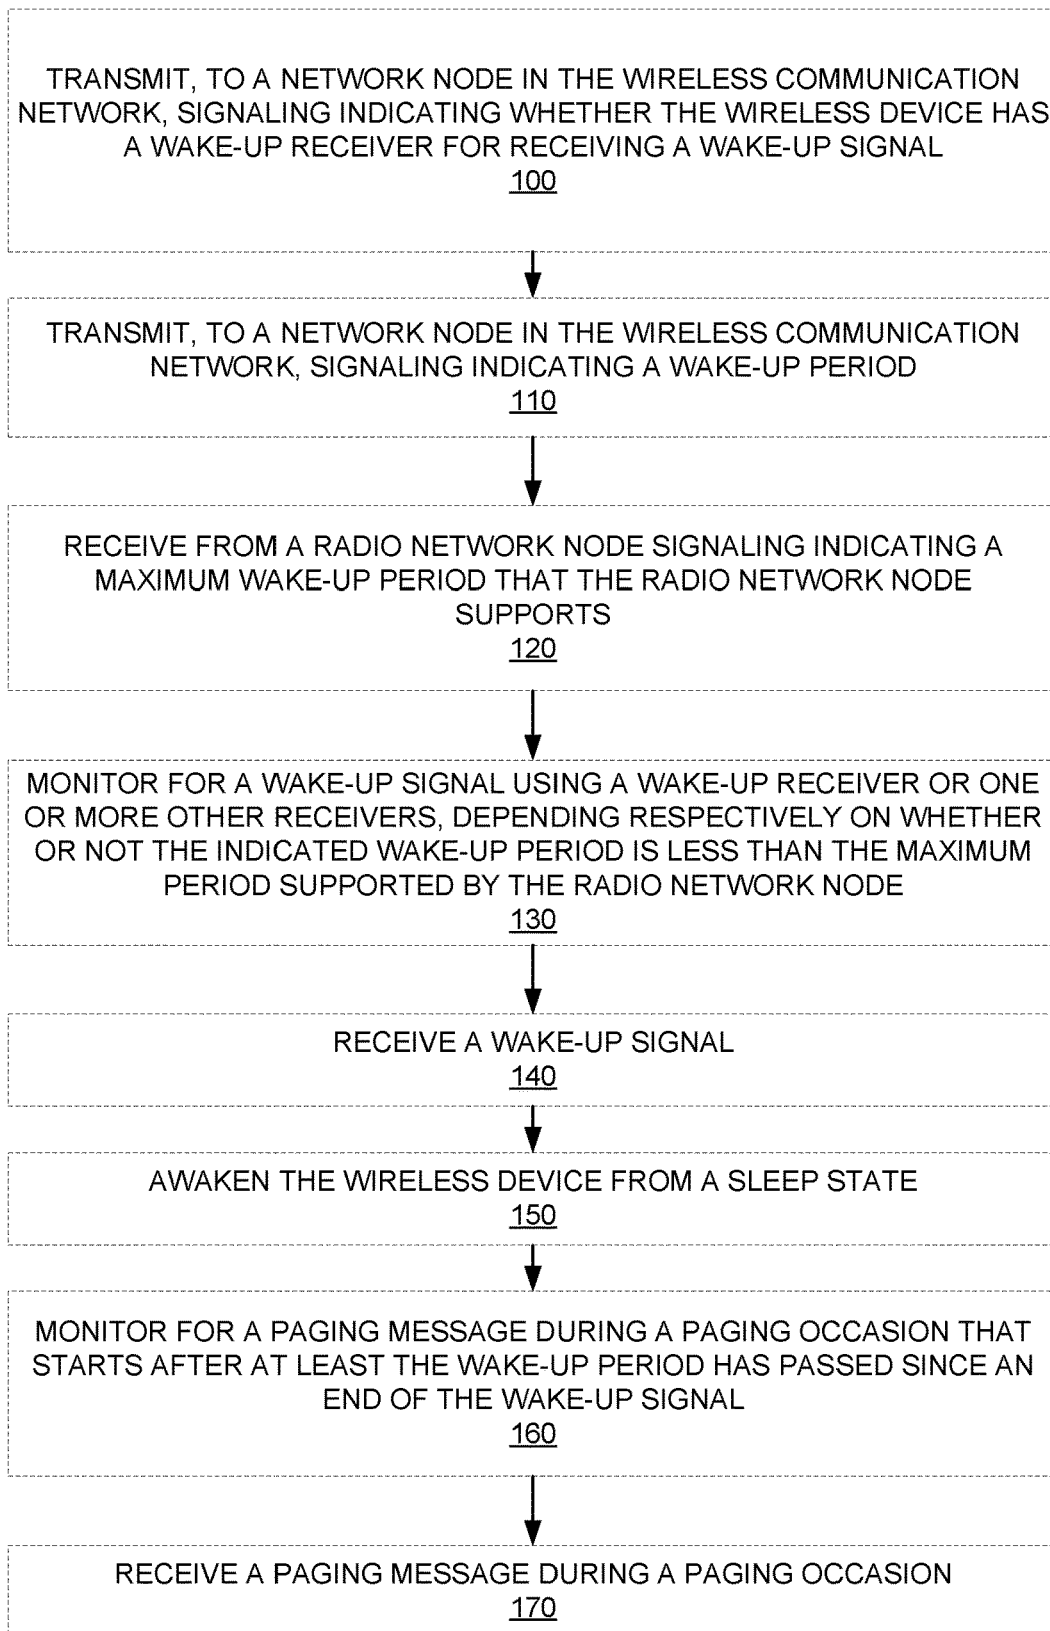 TRANSMIT, TO A NETWORK NODE IN THE WIRELESS COMMUNICATION
NETWORK, SIGNALING INDICATING WHETHER THE WIRELESS DEVICE HAS
A WAKE-UP RECEIVER FOR RECEIVING A WAKE-UP SIGNAL
100
TRANSMIT, TO A NETWORK NODE IN THE WIRELESS COMMUNICATION
NETWORK, SIGNALING INDICATING A WAKE-UP PERIOD
110
RECEIVE FROM A RADIO NETWORK NODE SIGNALING INDICATING A
MAXIMUM WAKE-UP PERIOD THAT THE RADIO NETWORK NODE
SUPPORTS
120
MONITOR FOR A WAKE-UP SIGNAL USING A WAKE-UP RECEIVER OR ONE
OR MORE OTHER RECEIVERS, DEPENDING RESPECTIVELY ON WHETHER
OR NOT THE INDICATED WAKE-UP PERIOD IS LESS THAN THE MAXIMUM
PERIOD SUPPORTED BY THE RADIO NETWORK NODE
130
RECEIVE A WAKE-UP SIGNAL
140
AWAKEN THE WIRELESS DEVICE FROM A SLEEP STATE
150
MONITOR FOR A PAGING MESSAGE DURING A PAGING OCCASION THAT
STARTS AFTER AT LEAST THE WAKE-UP PERIOD HAS PASSED SINCE AN
END OF THE WAKE-UP SIGNAL
160
RECEIVE A PAGING MESSAGE DURING A PAGING OCCASION
170